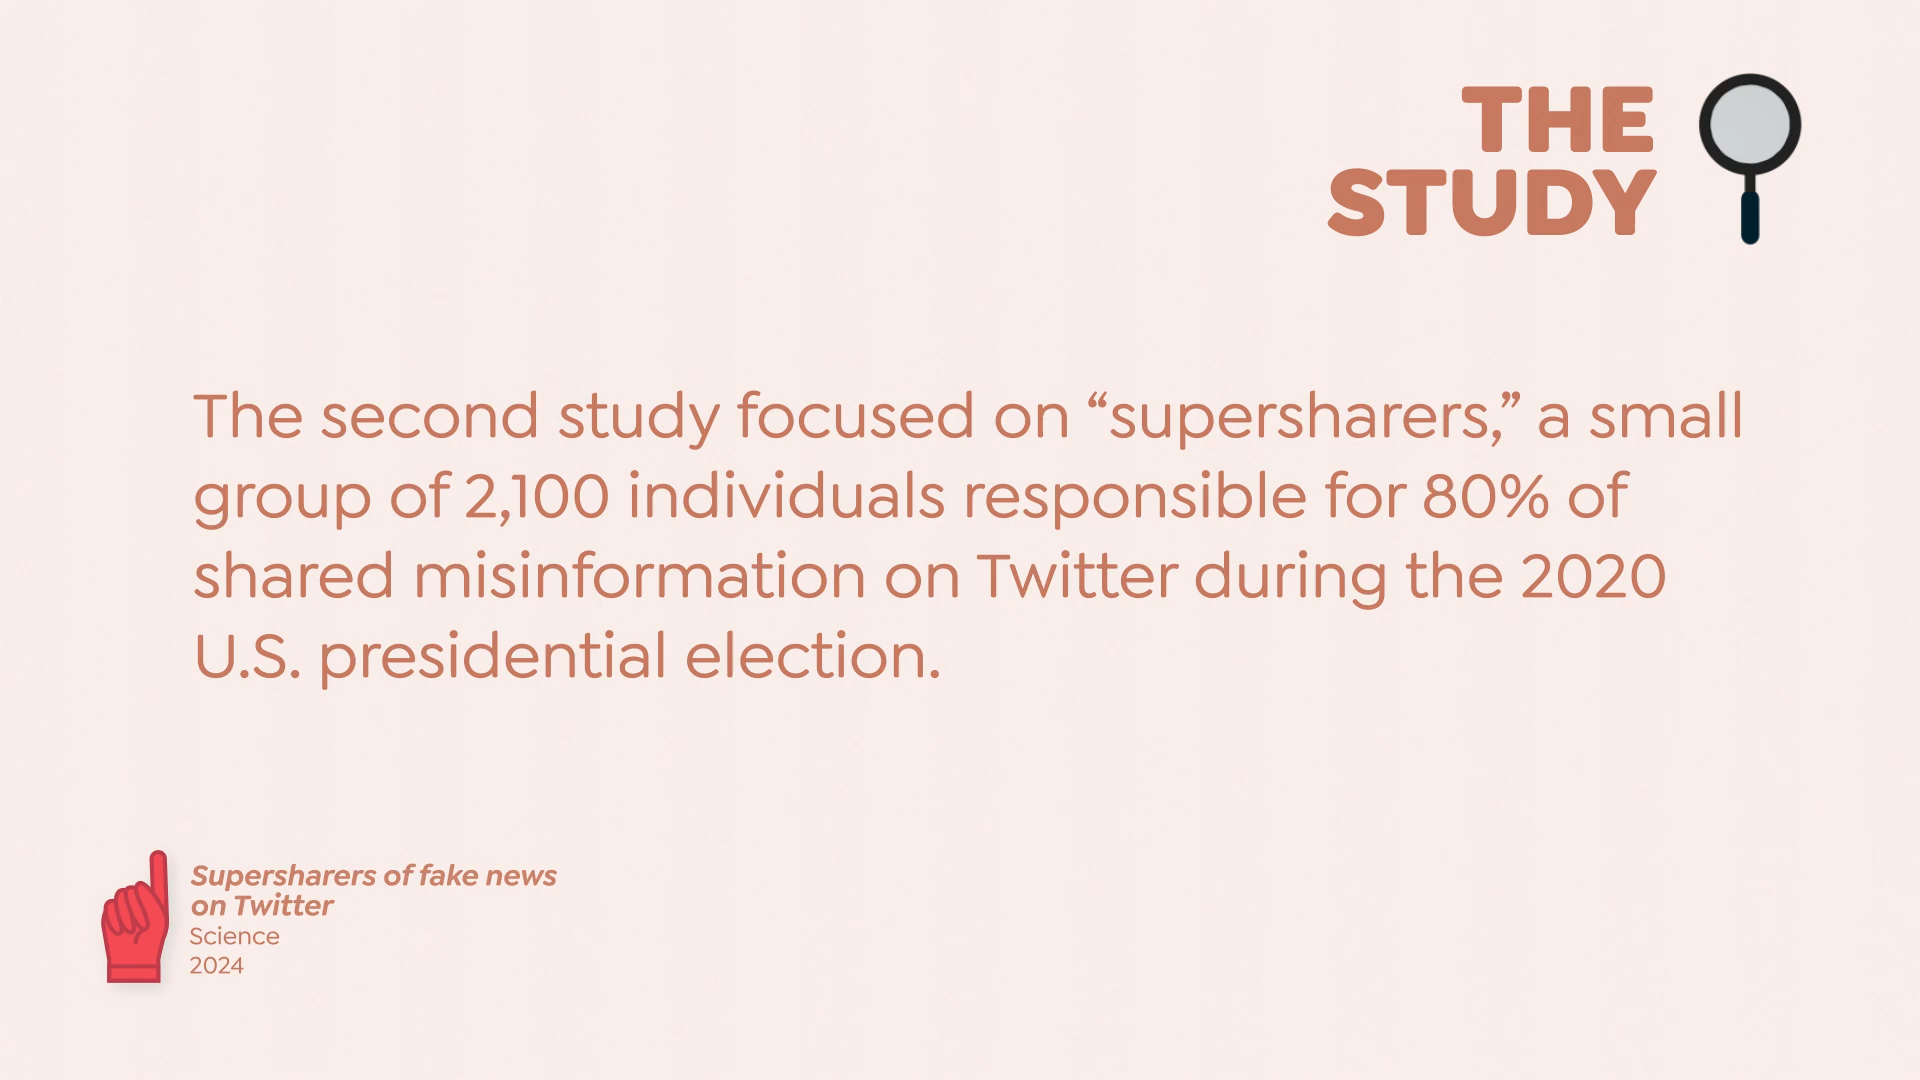 THE
STUDY
The second study focused on “supersharers,” a small
group of 2,100 individuals responsible for 80% of
shared misinformation on Twitter during the 2020
U.S. presidential election.
Supersharers of fake news
on Twitter
Science
2024